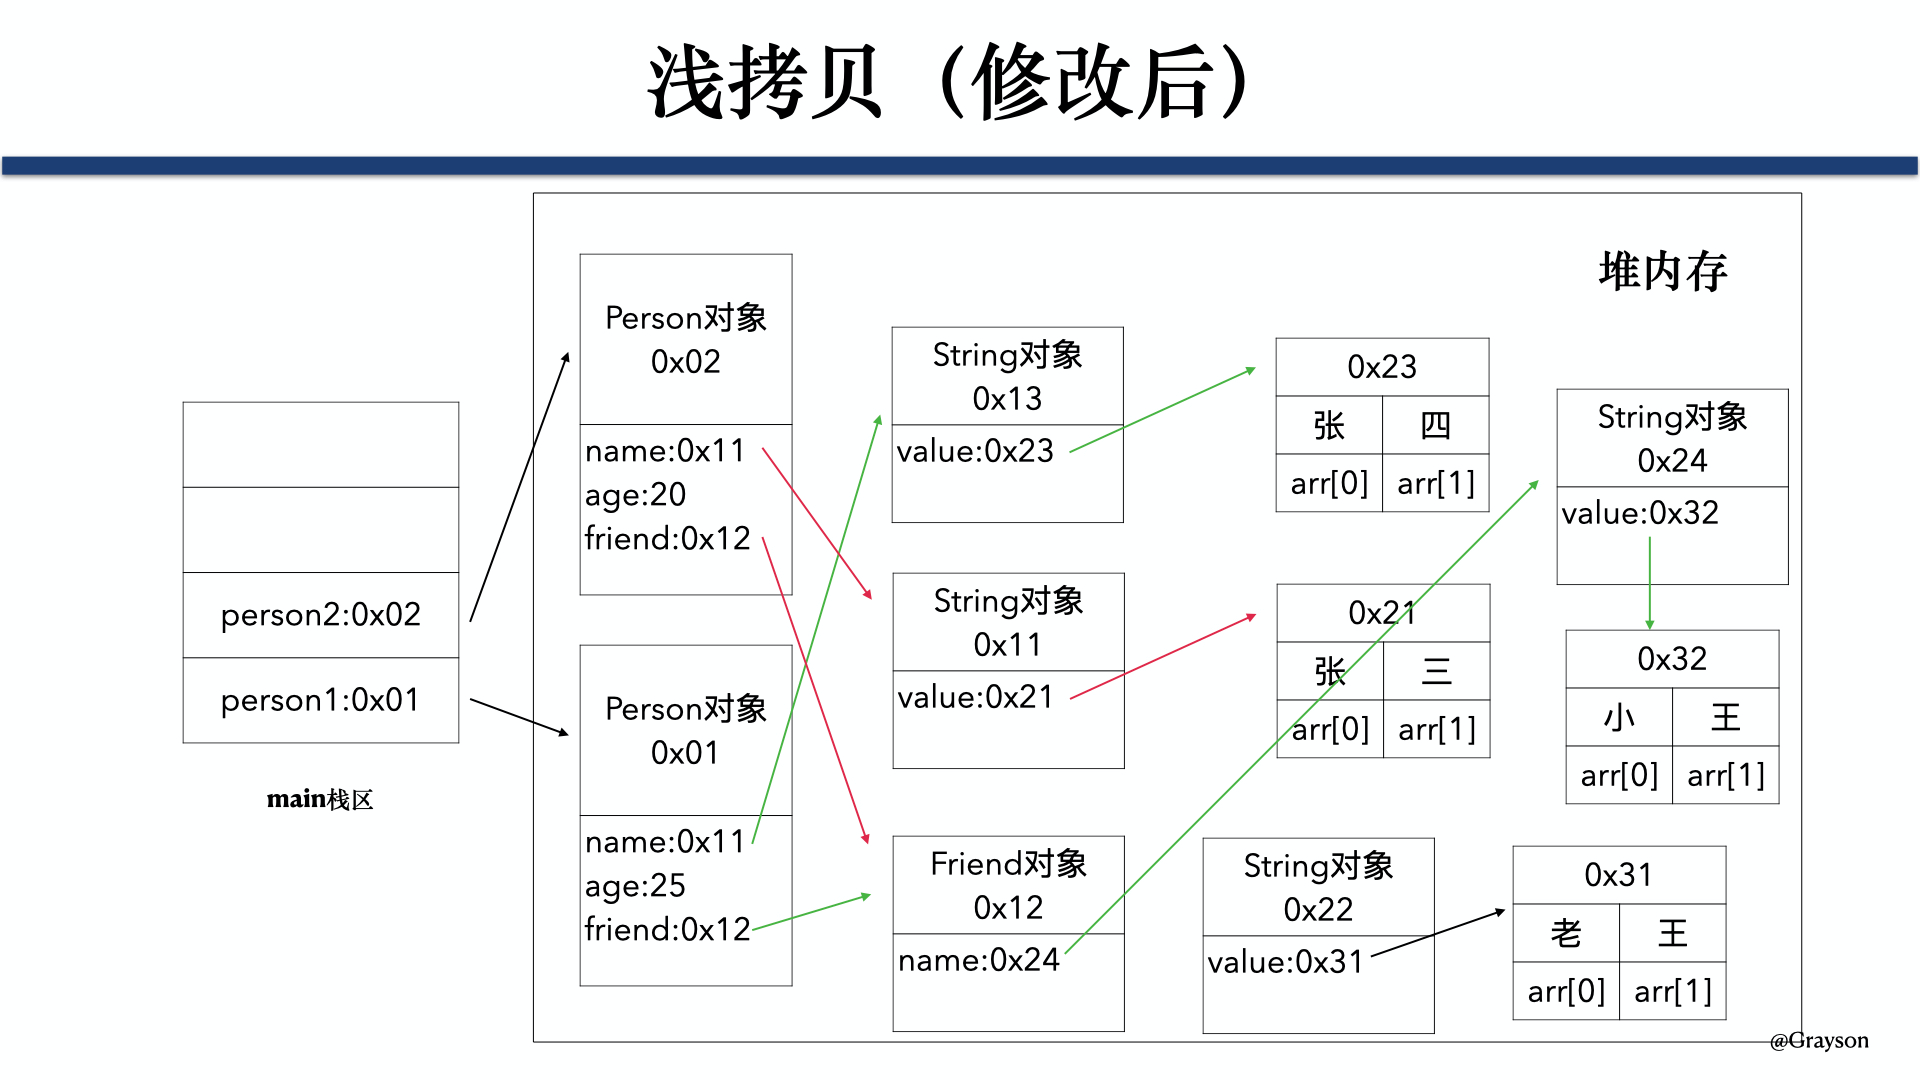 浅拷贝（修改后）
堆内存
person2:0x02
person1:0x01
main栈区
Person对象
0x02
name:0x11
age:20
friend:0x12
Person对象
0x01
name:0x11
age:25
friend:0x12
String对象
0x13
value:0x23
String对象
0x11
value:0x21
Friend对象
0x12
name:0x24
0x23
张 四
arr[0] arr[1]
0x21
张 三
arr[0] arr[1]
String对象
0x22
value:0x31
String对象
0x24
value:0x32
0x32
小 王
arr[0] arr[1]
0x31
老 王
arr[0] arr[1]
@Grayson